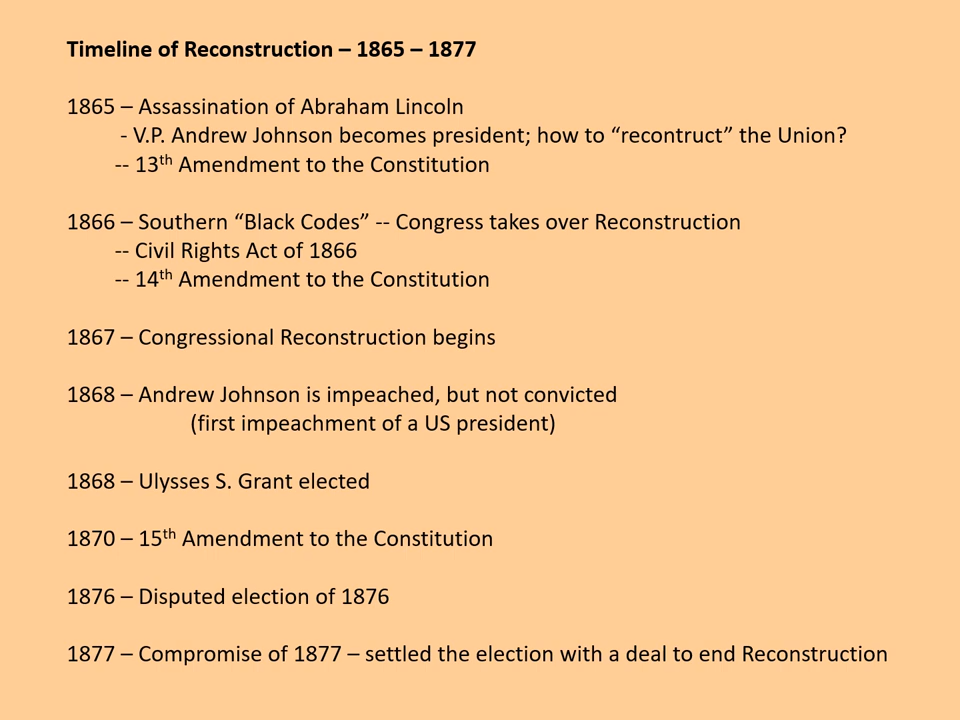 Timeline of Reconstruction – 1865 – 1877
1865 – Assassination of Abraham Lincoln
- V.P. Andrew Johnson becomes president; how to “recontruct” the Union?
-- 13th Amendment to the Constitution
1866 – Southern “Black Codes” -- Congress takes over Reconstruction
-- Civil Rights Act of 1866
-- 14th Amendment to the Constitution
1867 – Congressional Reconstruction begins
1868 – Andrew Johnson is impeached, but not convicted
(first impeachment of a US president)
1868 – Ulysses S. Grant elected
1870 – 15th Amendment to the Constitution
1876 – Disputed election of 1876
1877 – Compromise of 1877 – settled the election with a deal to end Reconstruction